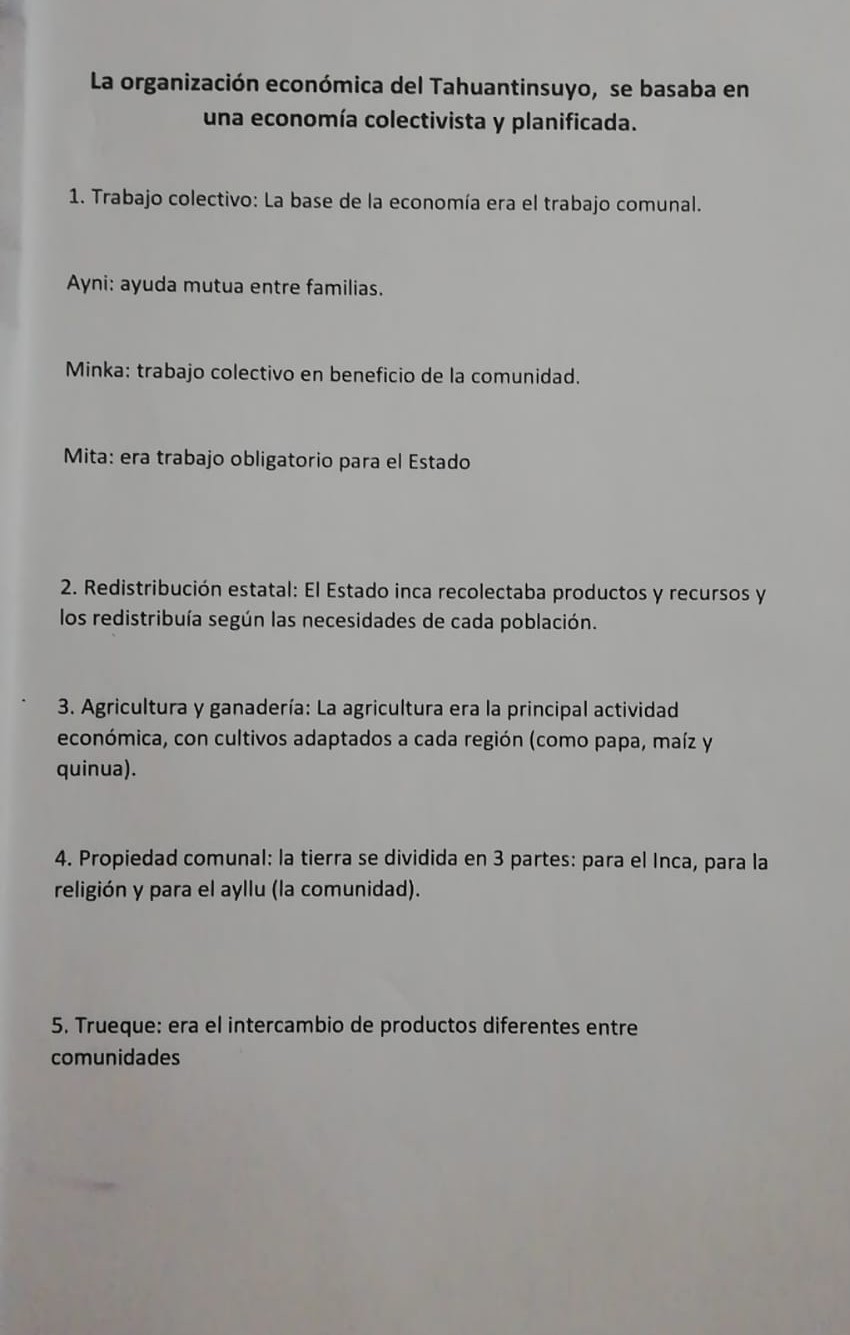 La organización económica del Tahuantinsuyo, se basaba en
una economía colectivista y planificada.
1. Trabajo colectivo: La base de la economía era el trabajo comunal.
Ayni: ayuda mutua entre familias.
Minka: trabajo colectivo en beneficio de la comunidad.
Mita: era trabajo obligatorio para el Estado
2. Redistribución estatal: El Estado inca recolectaba productos y recursos y
los redistribuía según las necesidades de cada población.
3. Agricultura y ganadería: La agricultura era la principal actividad
económica, con cultivos adaptados a cada región (como papa, maíz y
quinua).
4. Propiedad comunal: la tierra se dividida en 3 partes: para el Inca, para la
religión y para el ayllu (la comunidad).
5. Trueque: era el intercambio de productos diferentes entre
comunidades